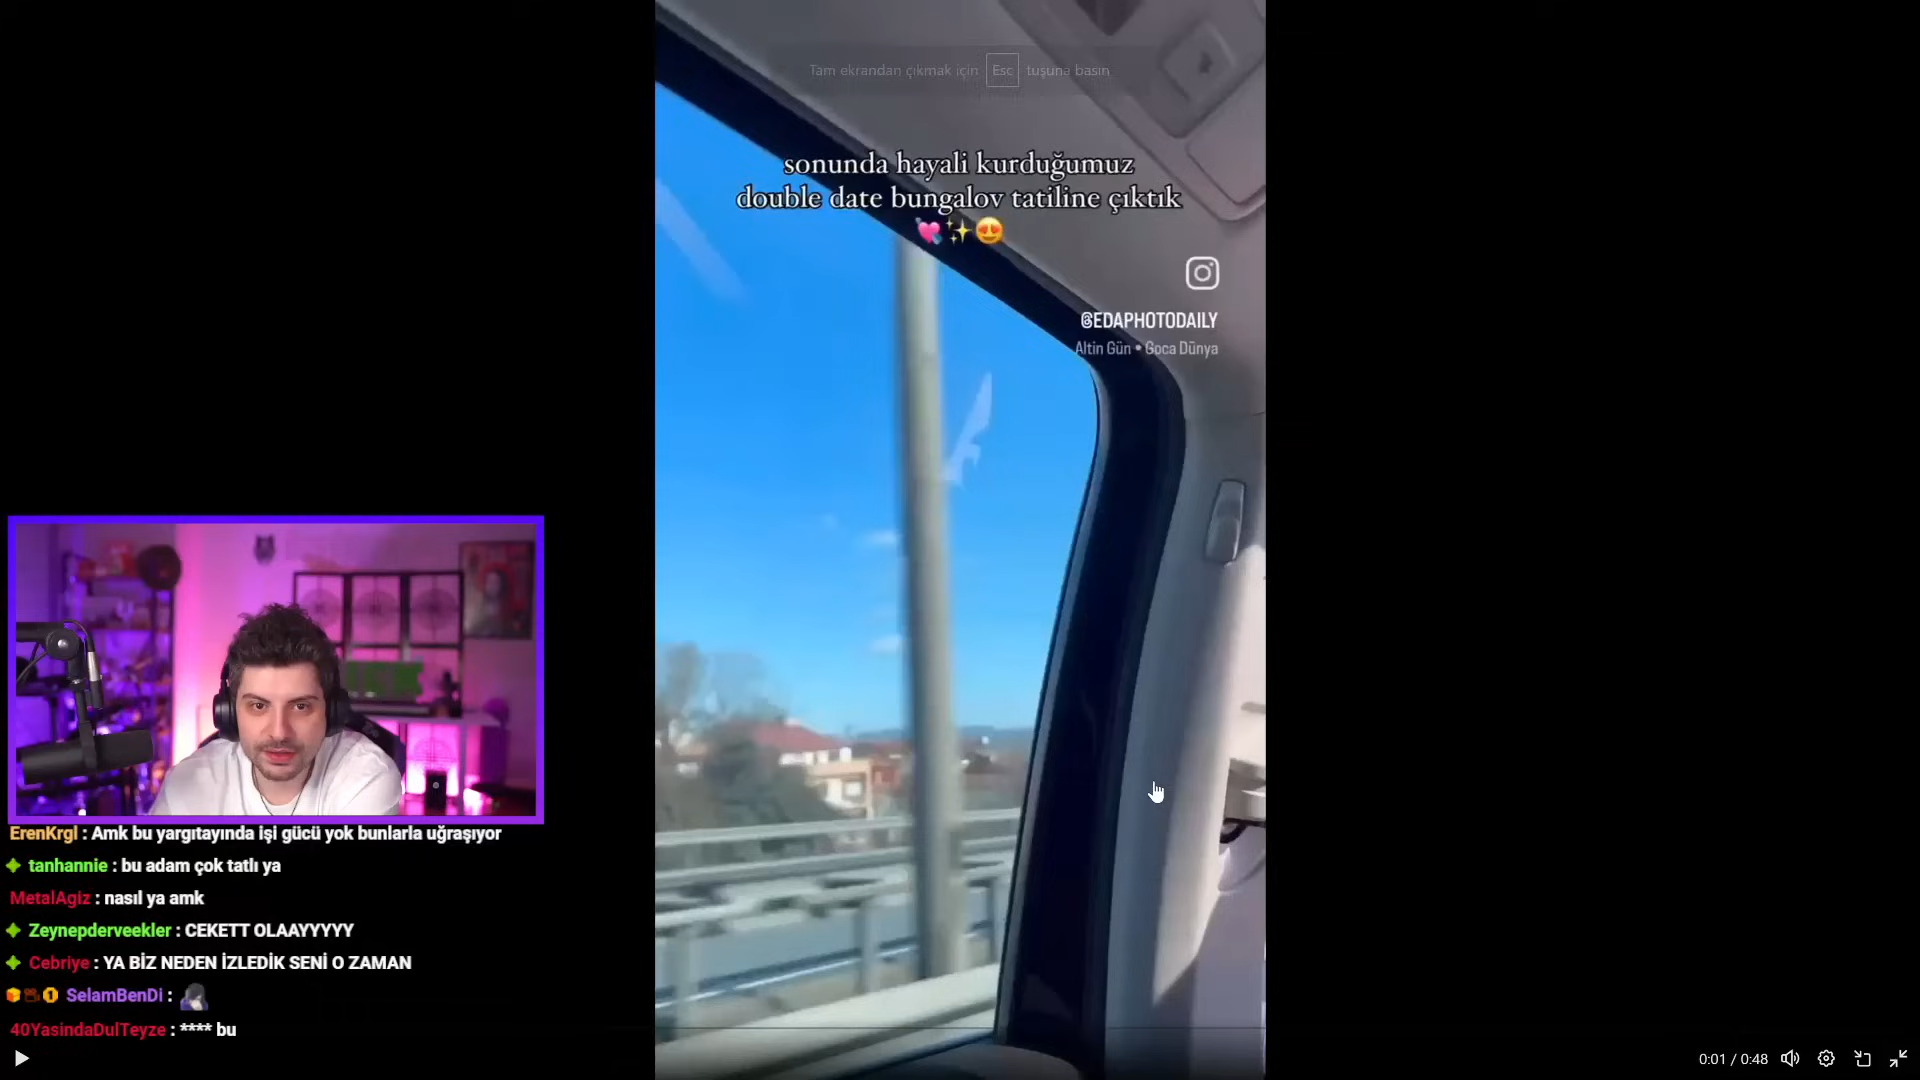 Tam ekrandan çıkmak için Esc tuşuna basın
sonunda hayali kurduğumuz
double date bungalov tatiline çıktık
💘✨😍
@EDAPHOTODAILY
Altin Gün • Goca Dünya
ErenKrgl : Amk bu yargıtayında işi gücü yok bunlarla uğraşıyor
tanhannie : bu adam çok tatlı ya
MetalAgiz : nasıl ya amk
Zeynepderveekler : CEKETT OLAAYYYYY
Cebriye : YA BİZ NEDEN İZLEDİK SENİ O ZAMAN
1 SelamBenDi :
40YasindaDulTeyze : **** bu
0:01 / 0:48